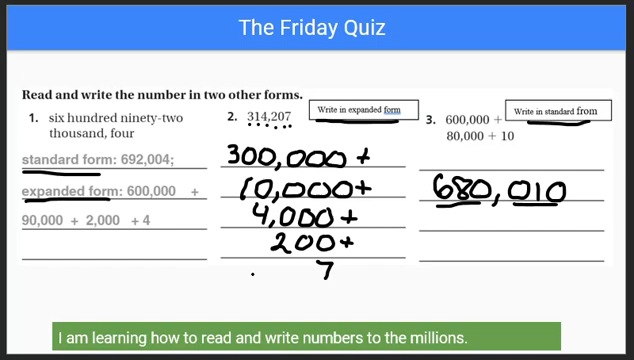 The Friday Quiz
Read and write the number in two other forms.
1. six hundred ninety-two
thousand, four
standard form: 692,004;
expanded form: 600,000 +
90,000 + 2,000 + 4
2. 314,207
Write in expanded form
300,000 +
10,000+
4,000 +
200+
7
3. 600,000 +
Write in standard from
80,000 + 10
680,010
I am learning how to read and write numbers to the millions.